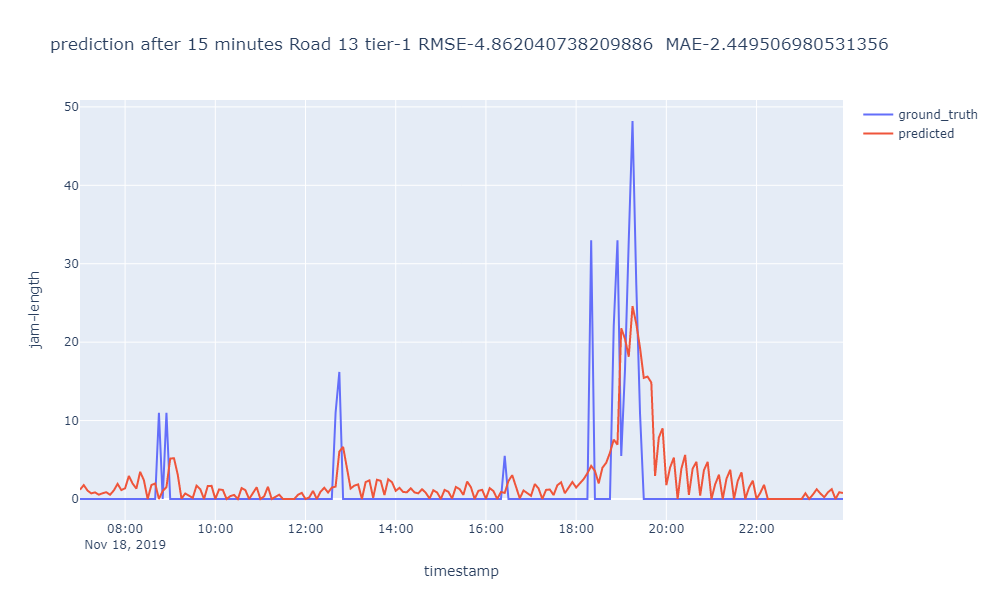 prediction after 15 minutes Road 13 tier-1 RMSE-4.862040738209886  MAE-2.449506980531356
ground_truth
predicted
50
40
30
20
10
0
jam-length
08:00
10:00
12:00
14:00
16:00
18:00
20:00
22:00
Nov 18, 2019
timestamp